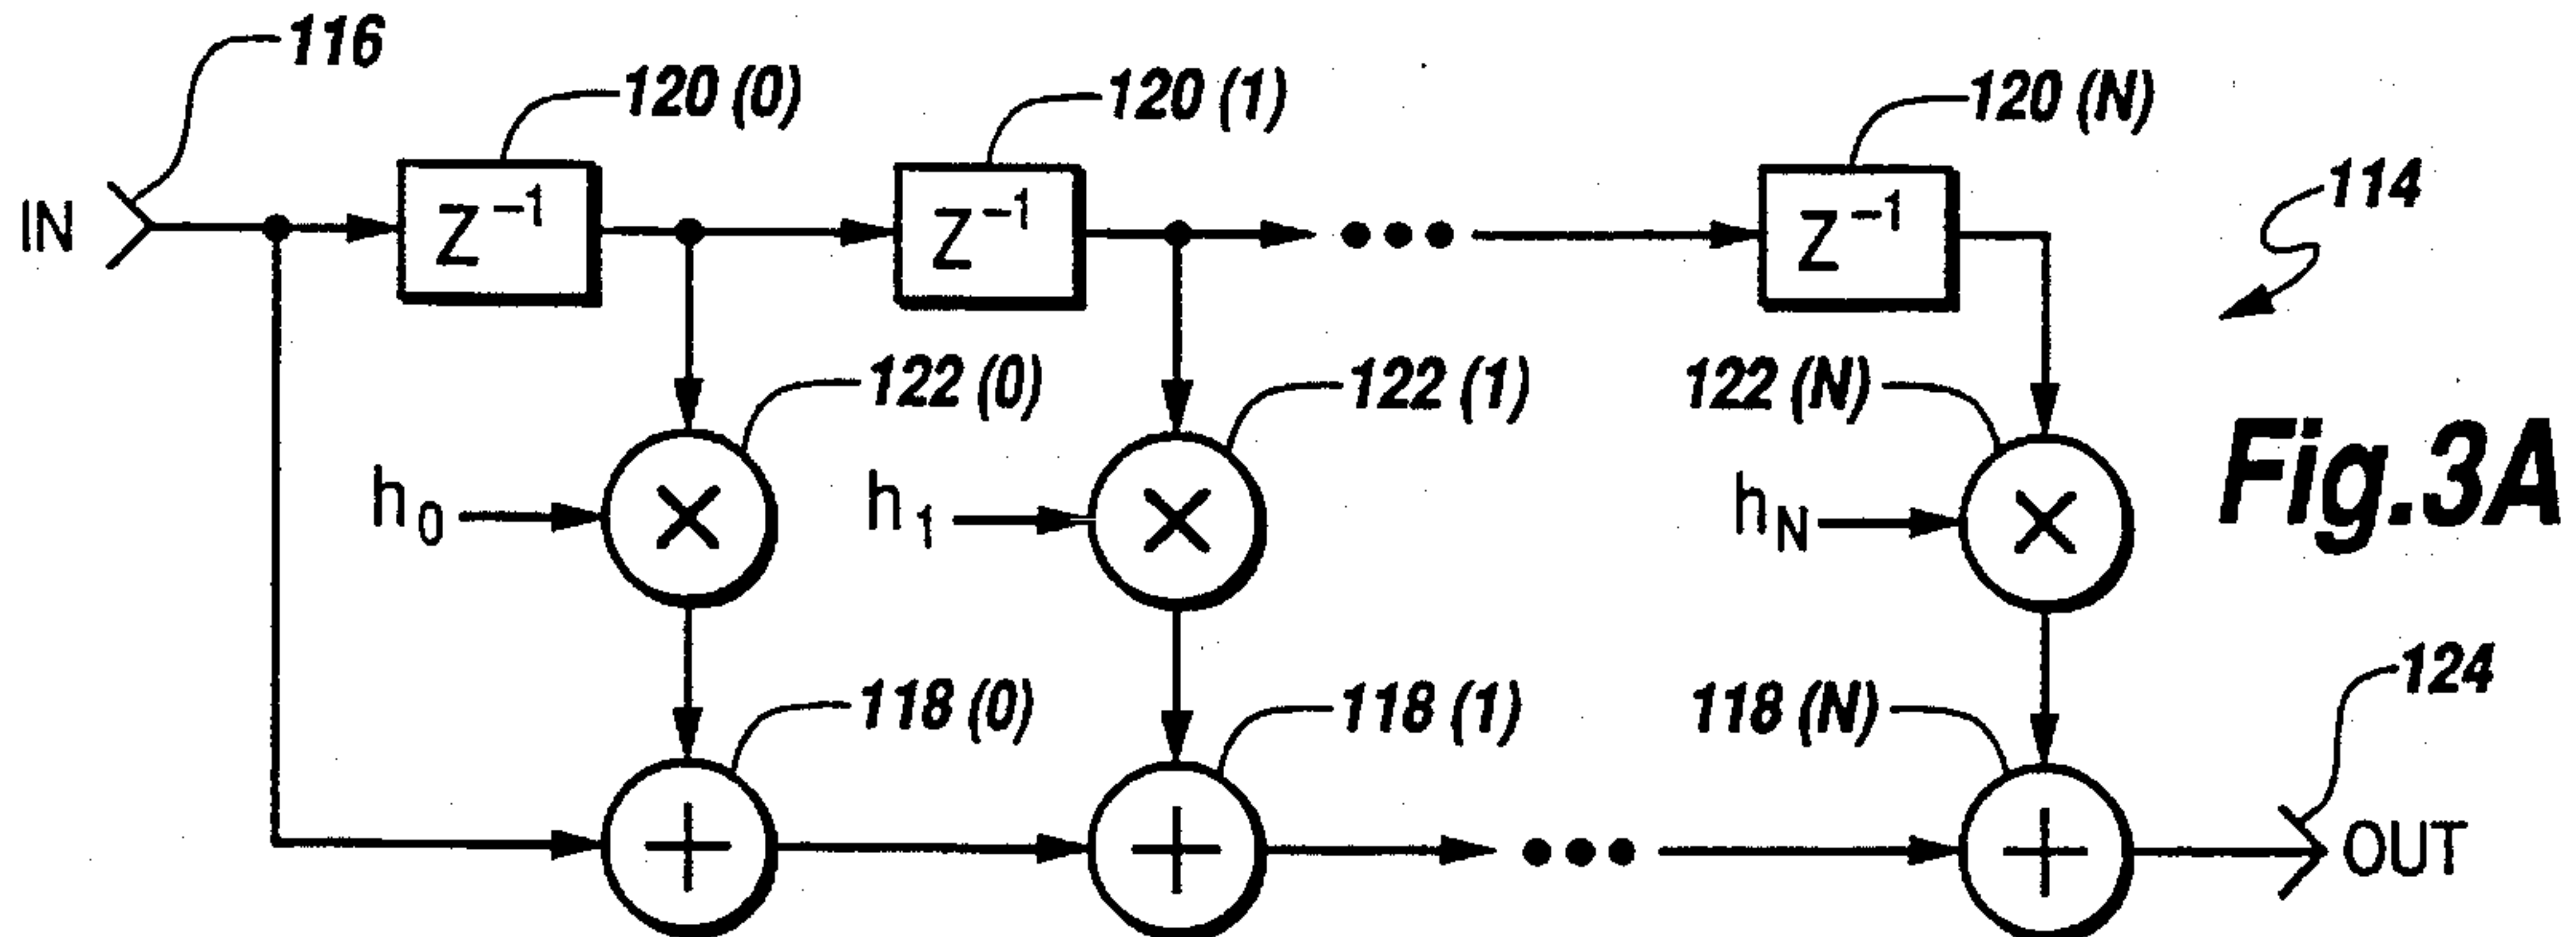 116
120 (0)
120 (1)
120 (N)
114
IN
Z⁻¹
Z⁻¹
Z⁻¹
122 (0)
122 (1)
122 (N)
Fig.3A
h₀
h₁
h_N
118 (0)
118 (1)
118 (N)
124
OUT